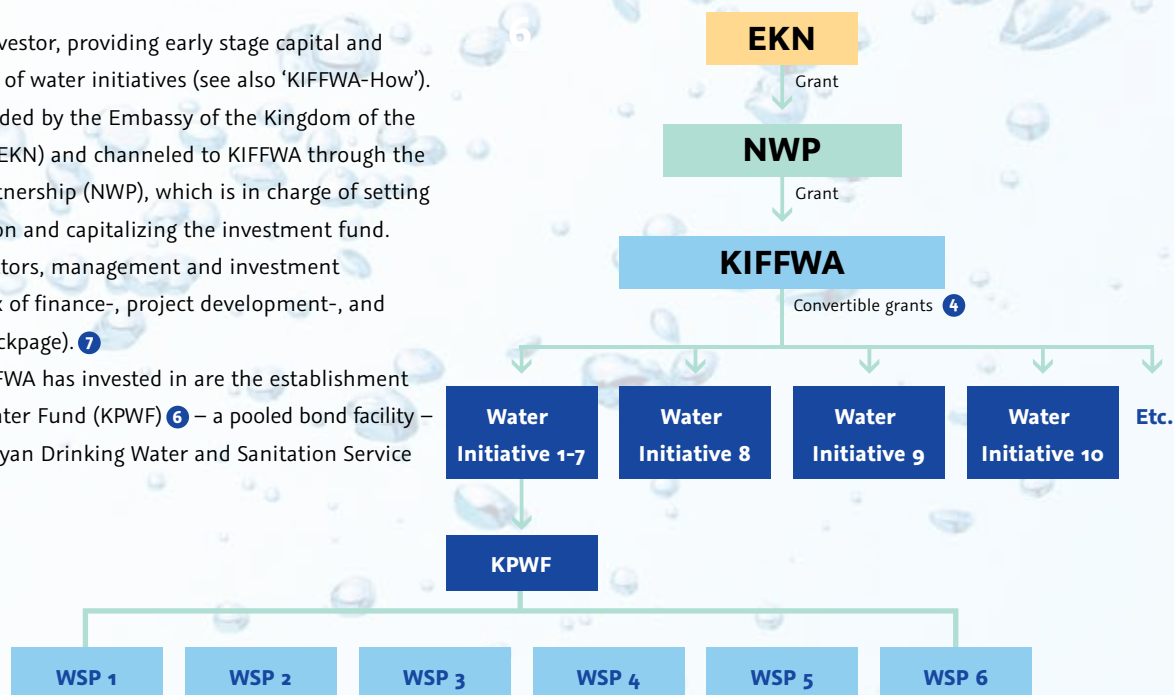 vestor, providing early stage capital and
of water initiatives (see also ‘KIFFWA-How’).
ded by the Embassy of the Kingdom of the
EKN) and channeled to KIFFWA through the
tnership (NWP), which is in charge of setting
on and capitalizing the investment fund.
tors, management and investment
x of finance-, project development-, and
ckpage). 7
FWA has invested in are the establishment
ater Fund (KPWF) 6 – a pooled bond facility –
yan Drinking Water and Sanitation Service
6
EKN
Grant
NWP
Grant
KIFFWA
Convertible grants 4
Water
Initiative 1-7
Water
Initiative 8
Water
Initiative 9
Water
Initiative 10
Etc.
KPWF
WSP 1
WSP 2
WSP 3
WSP 4
WSP 5
WSP 6